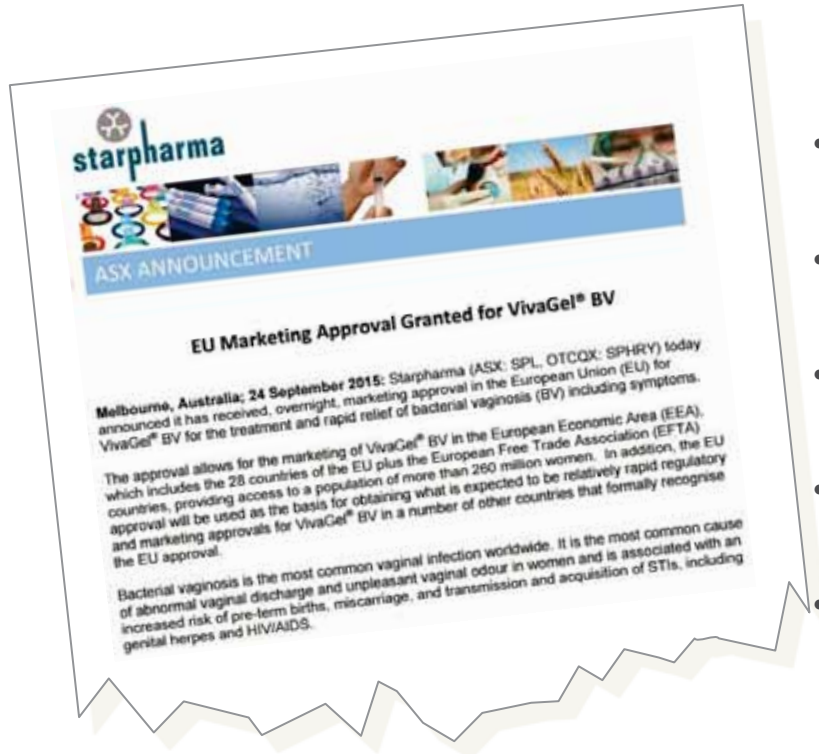 starpharma
ASX ANNOUNCEMENT
EU Marketing Approval Granted for VivaGel® BV
Melbourne, Australia; 24 September 2015: Starpharma (ASX: SPL, OTCQX: SPHRY) today
announced it has received, overnight, marketing approval in the European Union (EU) for
VivaGel® BV for the treatment and rapid relief of bacterial vaginosis (BV) including symptoms.
The approval allows for the marketing of VivaGel® BV in the European Economic Area (EEA),
which includes the 28 countries of the EU plus the European Free Trade Association (EFTA)
countries, providing access to a population of more than 260 million women. In addition, the EU
approval will be used as the basis for obtaining what is expected to be relatively rapid regulatory
and marketing approvals for VivaGel® BV in a number of other countries that formally recognise
the EU approval.
Bacterial vaginosis is the most common vaginal infection worldwide. It is the most common cause
of abnormal vaginal discharge and unpleasant vaginal odour in women and is associated with an
increased risk of pre-term births, miscarriage, and transmission and acquisition of STIs, including
genital herpes and HIV/AIDS.